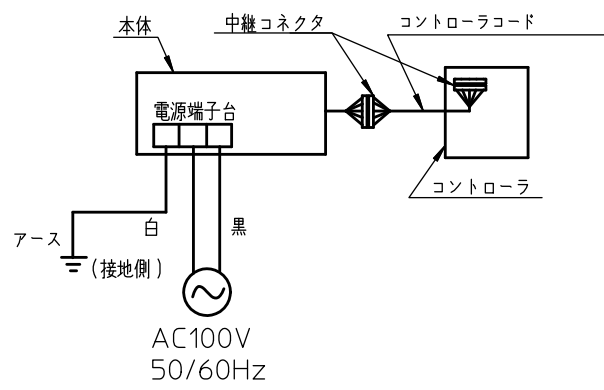 本体
中継コネクタ
コントローラコード
電源端子台
コントローラ
白
黒
アース
(接地側)
AC100V
50/60Hz